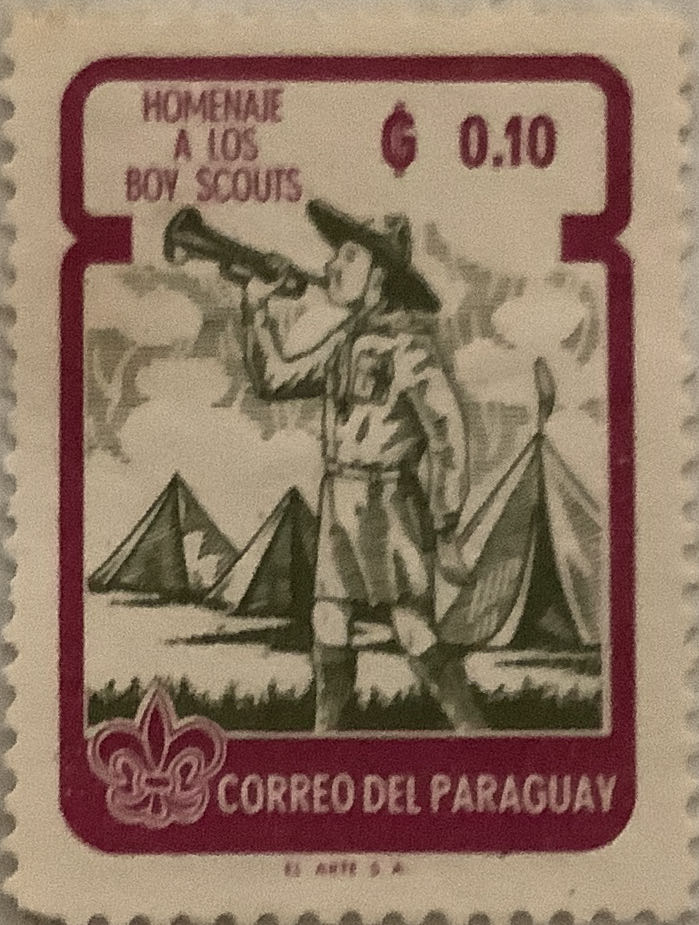 HOMENAJE
A LOS
BOY SCOUTS
₲ 0.10
CORREO DEL PARAGUAY
EL ARTE S A